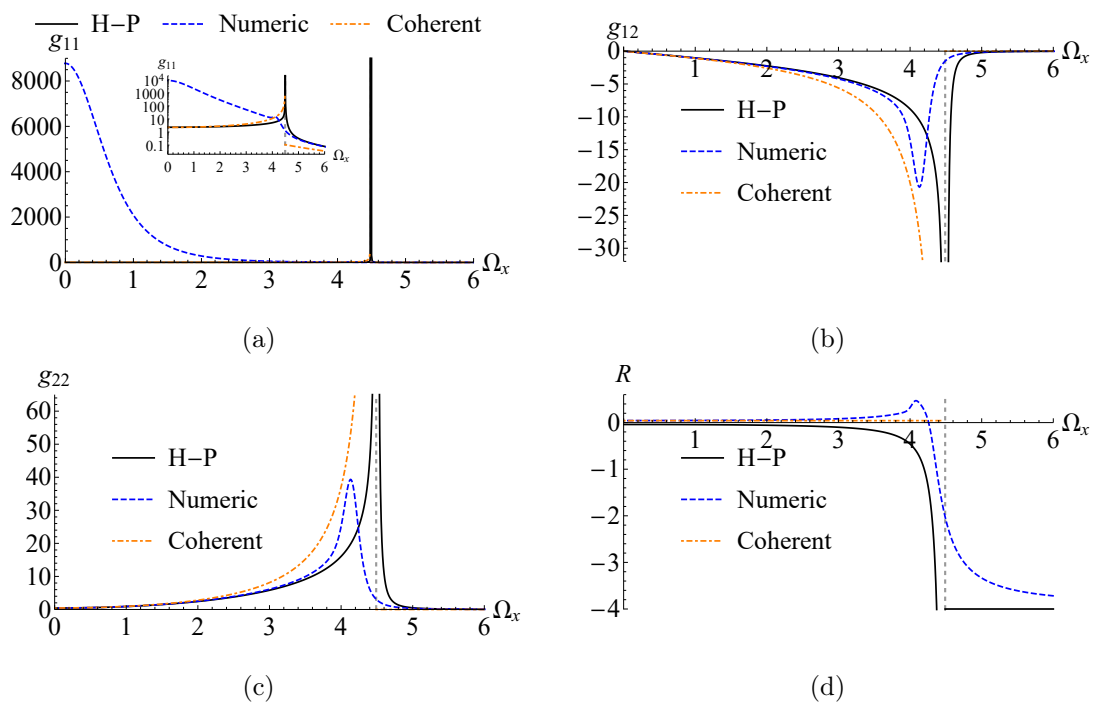 H−P Numeric Coherent
g11
8000
6000
4000
2000
0
0 1 2 3 4 5 6 Ωx
g11
10^4
1000
100
10
1
0.1
0 1 2 3 4 5 6 Ωx
(a)
g12
0
−5
−10
−15
−20
−25
−30
1 2 3 4 5 6 Ωx
H−P
Numeric
Coherent
(b)
g22
60
50
40
30
20
10
0
0 1 2 3 4 5 6 Ωx
H−P
Numeric
Coherent
(c)
R
0
−1
−2
−3
−4
1 2 3 4 5 6 Ωx
H−P
Numeric
Coherent
(d)